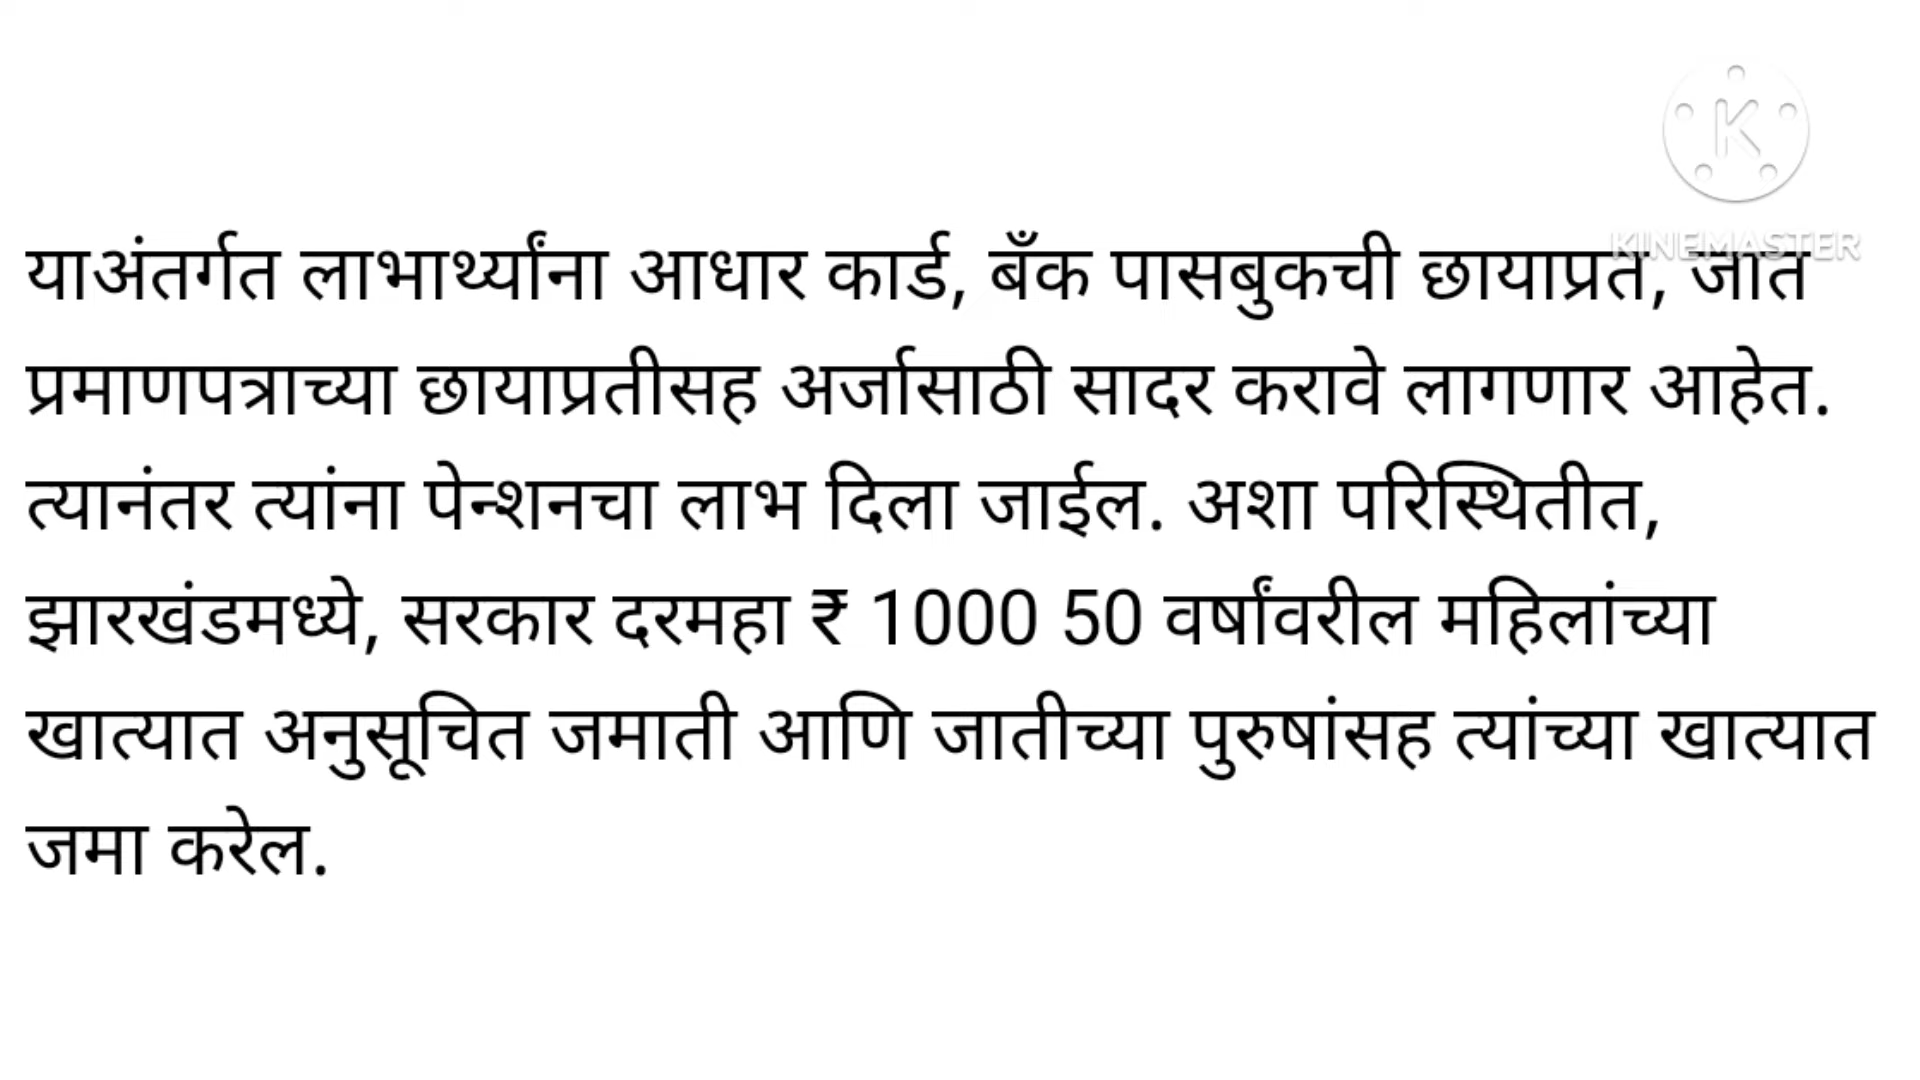 KINEMASTER
याअंतर्गत लाभार्थ्यांना आधार कार्ड, बँक पासबुकची छायाप्रत, जात
प्रमाणपत्राच्या छायाप्रतीसह अर्जासाठी सादर करावे लागणार आहेत.
त्यानंतर त्यांना पेन्शनचा लाभ दिला जाईल. अशा परिस्थितीत,
झारखंडमध्ये, सरकार दरमहा ₹ 1000 50 वर्षांवरील महिलांच्या
खात्यात अनुसूचित जमाती आणि जातीच्या पुरुषांसह त्यांच्या खात्यात
जमा करेल.